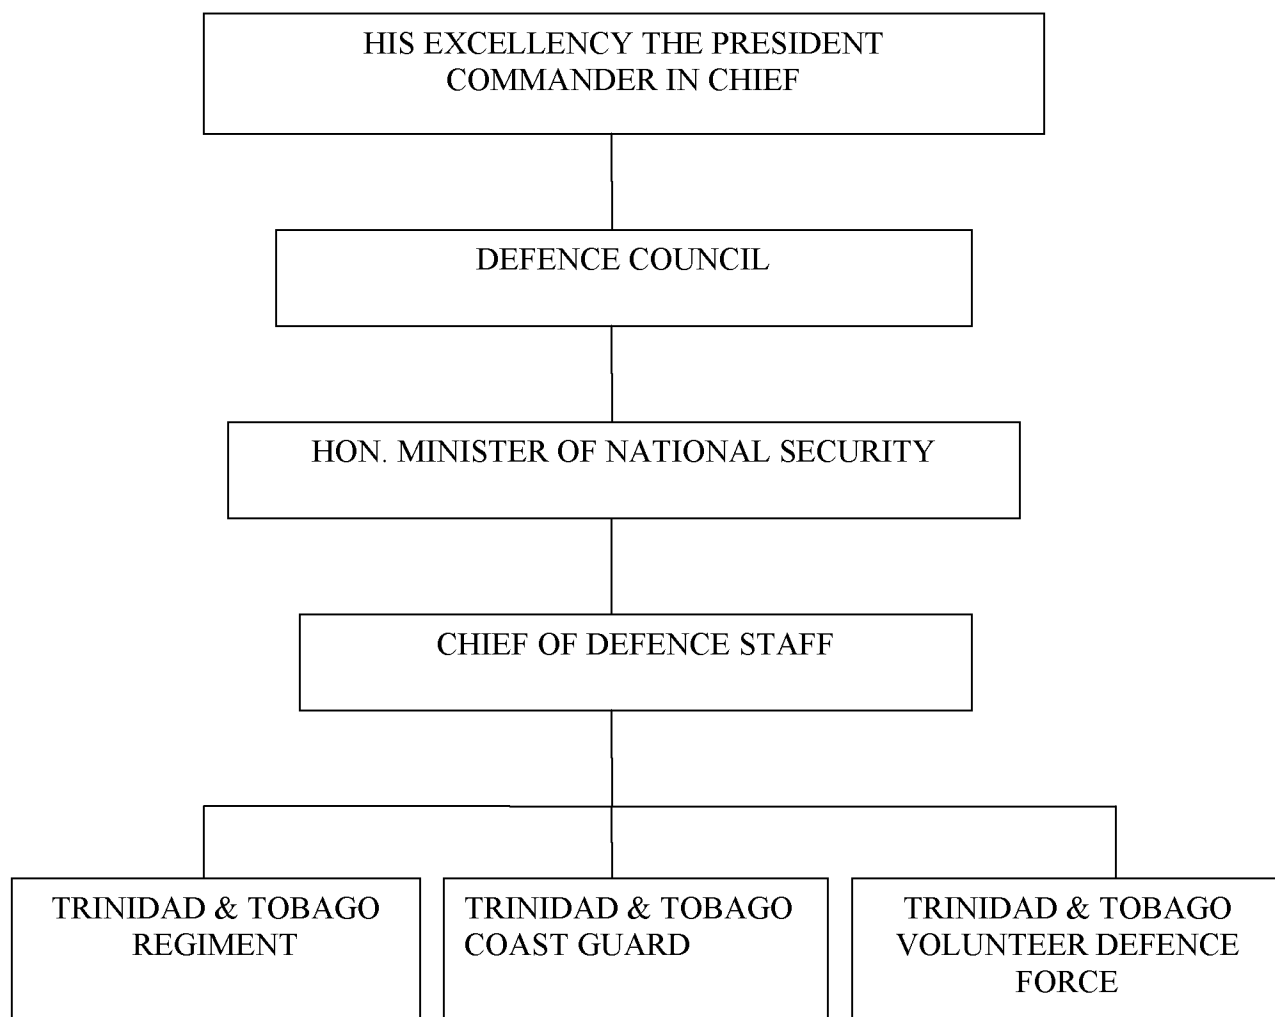 HIS EXCELLENCY THE PRESIDENT
COMMANDER IN CHIEF
DEFENCE COUNCIL
HON. MINISTER OF NATIONAL SECURITY
CHIEF OF DEFENCE STAFF
TRINIDAD & TOBAGO
REGIMENT
TRINIDAD & TOBAGO
COAST GUARD
TRINIDAD & TOBAGO
VOLUNTEER DEFENCE
FORCE